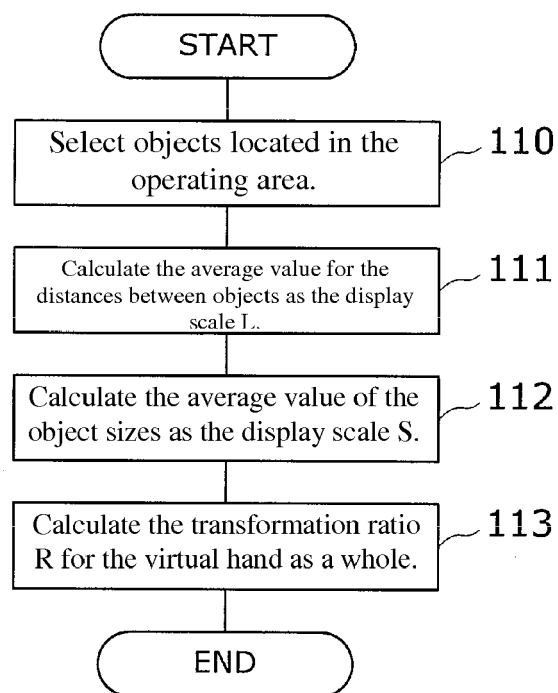 START
Select objects located in the
operating area.
110
Calculate the average value for the
distances between objects as the display
scale L.
111
Calculate the average value of the
object sizes as the display scale S.
112
Calculate the transformation ratio
R for the virtual hand as a whole.
113
END